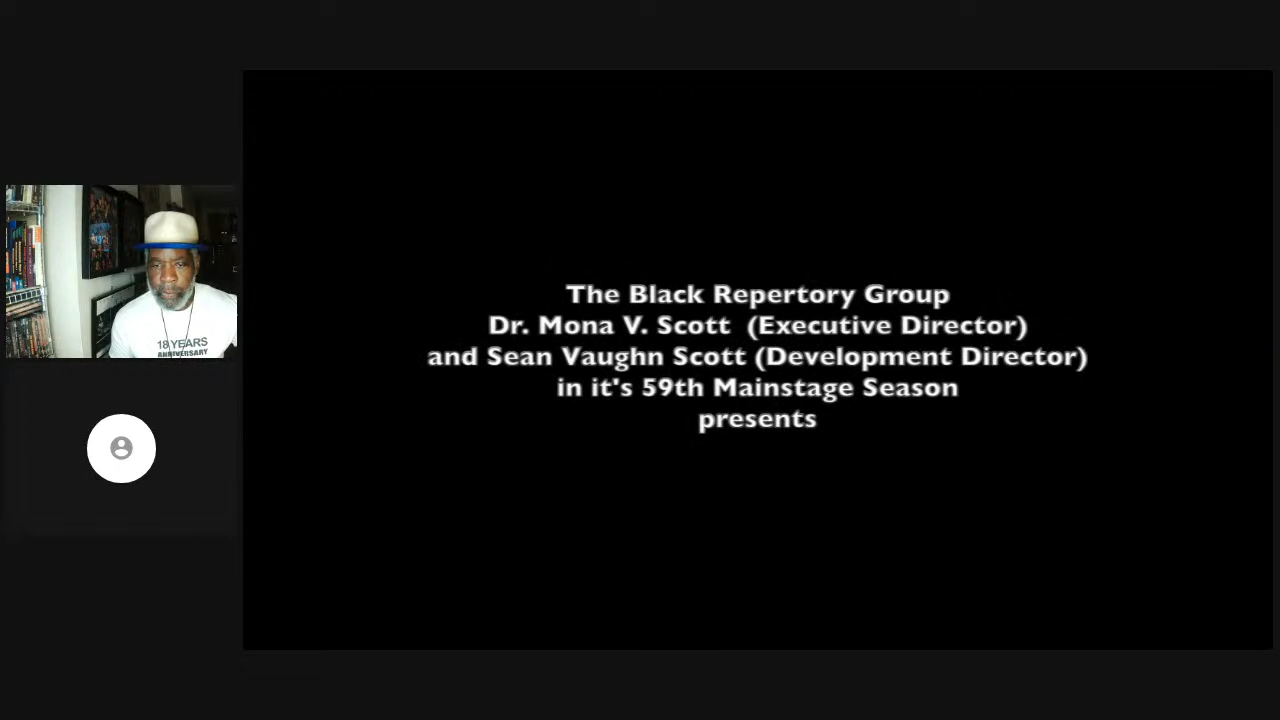 18 YEARS
ANNIVERSARY
The Black Repertory Group
Dr. Mona V. Scott (Executive Director)
and Sean Vaughn Scott (Development Director)
in it's 59th Mainstage Season
presents